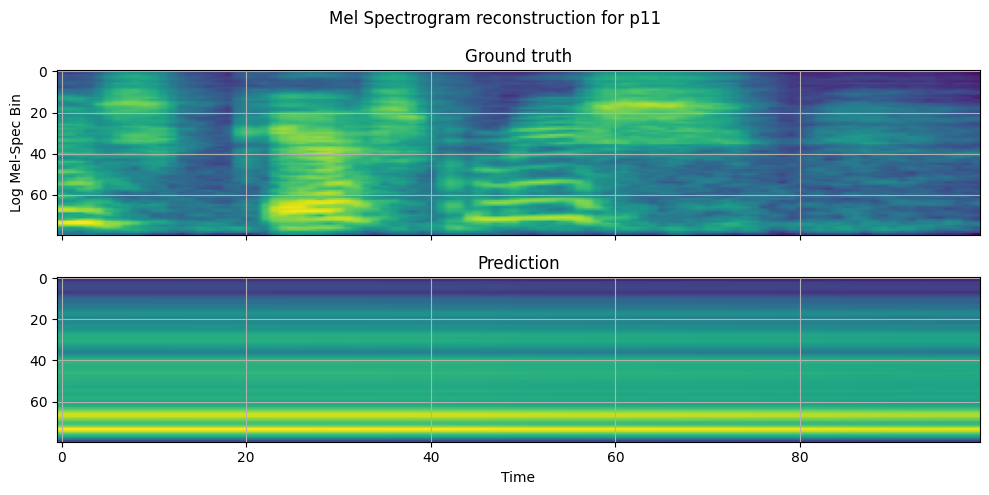 Mel Spectrogram reconstruction for p11
Ground truth
0
20
40
60
Log Mel-Spec Bin
Prediction
0
20
40
60
0 20 40 60 80
Time